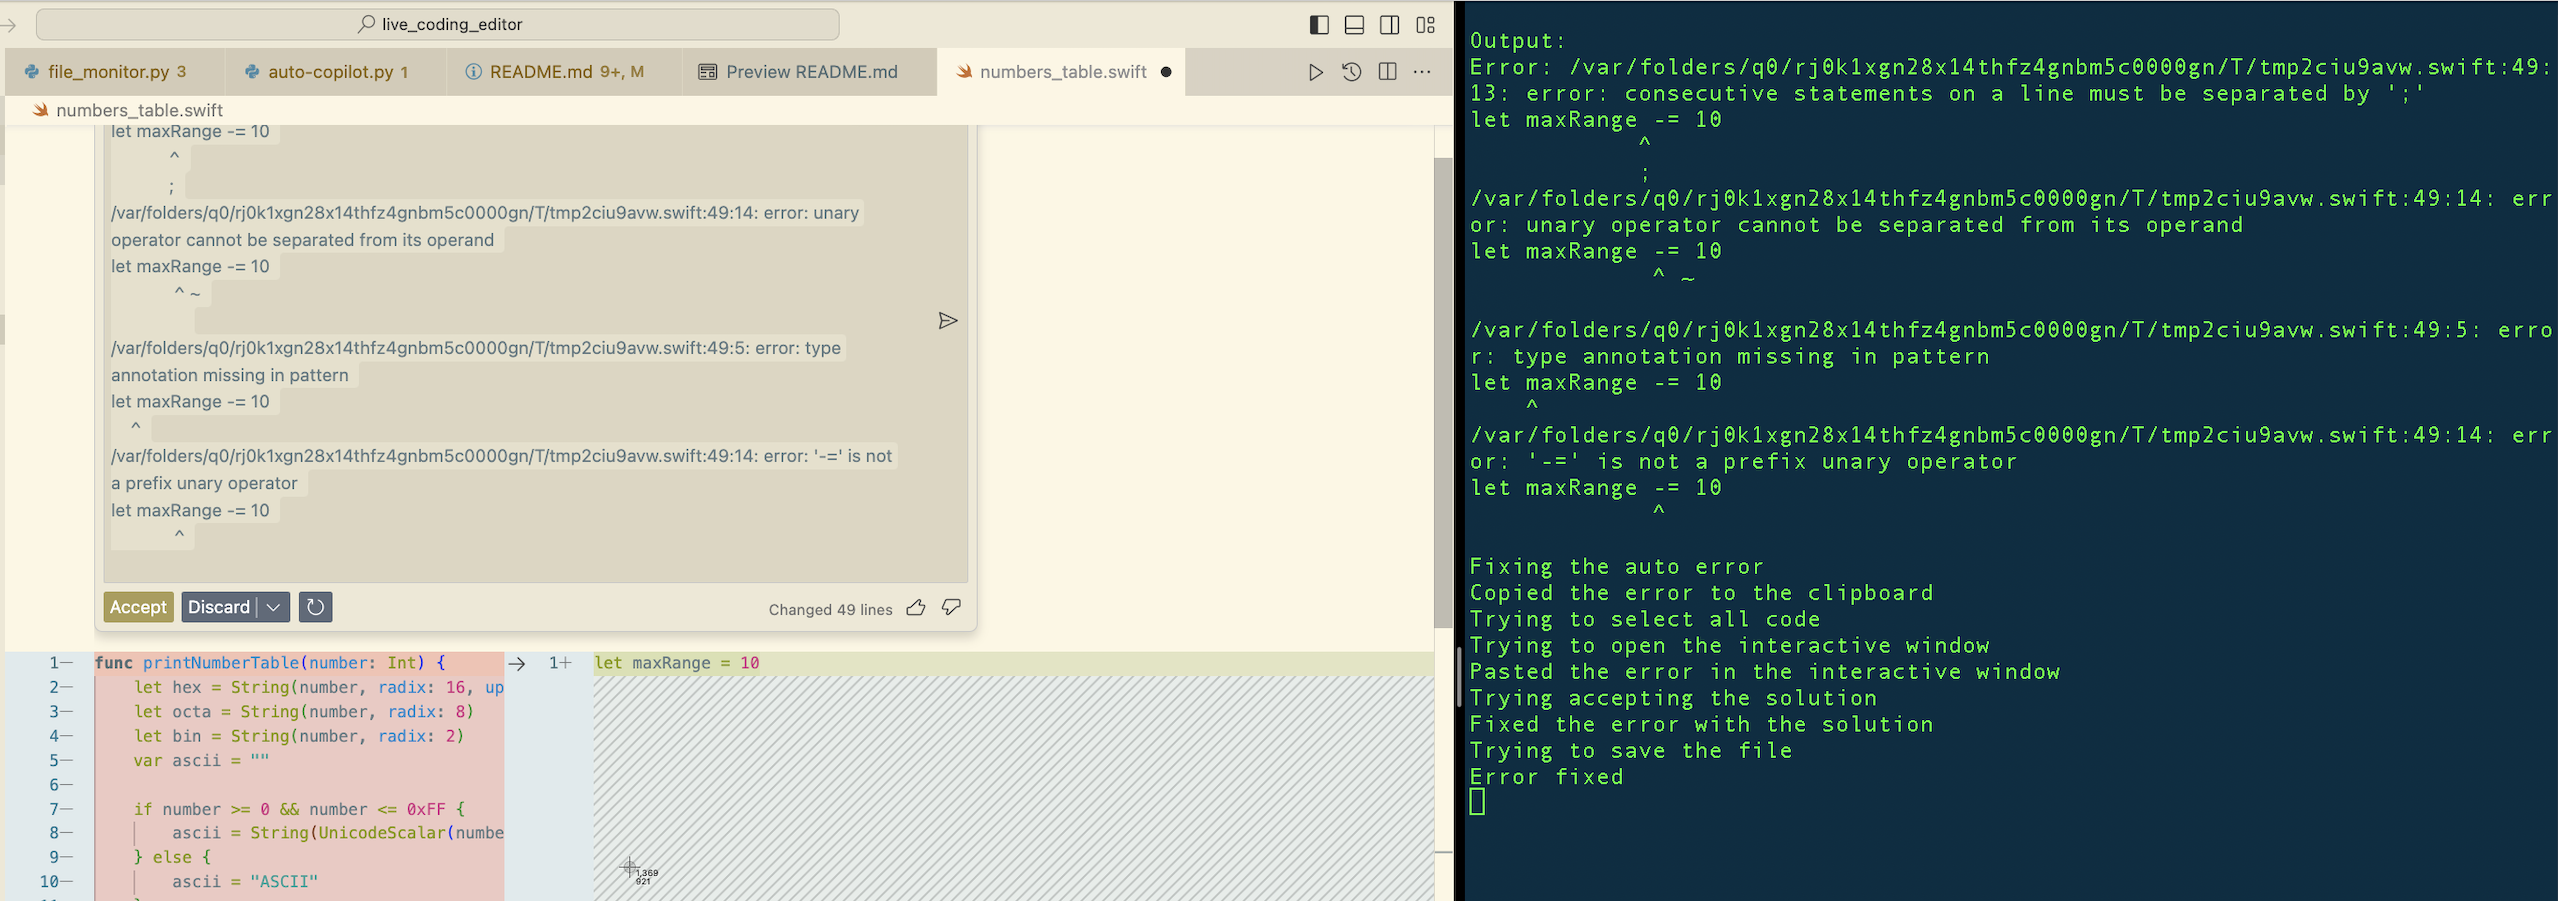 live_coding_editor
file_monitor.py 3
auto-copilot.py 1
README.md 9+, M
Preview README.md
numbers_table.swift
numbers_table.swift
let maxRange -= 10
^
;
/var/folders/q0/rj0k1xgn28x14thfz4gnbm5c0000gn/T/tmp2ciu9avw.swift:49:14: error: unary
operator cannot be separated from its operand
let maxRange -= 10
^ ~
/var/folders/q0/rj0k1xgn28x14thfz4gnbm5c0000gn/T/tmp2ciu9avw.swift:49:5: error: type
annotation missing in pattern
let maxRange -= 10
^
/var/folders/q0/rj0k1xgn28x14thfz4gnbm5c0000gn/T/tmp2ciu9avw.swift:49:14: error: '-=' is not
a prefix unary operator
let maxRange -= 10
^
Accept
Discard
Changed 49 lines
1— func printNumberTable(number: Int) {
2— let hex = String(number, radix: 16, up
3— let octa = String(number, radix: 8)
4— let bin = String(number, radix: 2)
5— var ascii = ""
6—
7— if number >= 0 && number <= 0xFF {
8— ascii = String(UnicodeScalar(numbe
9— } else {
10— ascii = "ASCII"
1+ let maxRange = 10
1,369
921
Output:
Error: /var/folders/q0/rj0k1xgn28x14thfz4gnbm5c0000gn/T/tmp2ciu9avw.swift:49:
13: error: consecutive statements on a line must be separated by ';'
let maxRange -= 10
^
;
/var/folders/q0/rj0k1xgn28x14thfz4gnbm5c0000gn/T/tmp2ciu9avw.swift:49:14: err
or: unary operator cannot be separated from its operand
let maxRange -= 10
^ ~
/var/folders/q0/rj0k1xgn28x14thfz4gnbm5c0000gn/T/tmp2ciu9avw.swift:49:5: erro
r: type annotation missing in pattern
let maxRange -= 10
^
/var/folders/q0/rj0k1xgn28x14thfz4gnbm5c0000gn/T/tmp2ciu9avw.swift:49:14: err
or: '-=' is not a prefix unary operator
let maxRange -= 10
^
Fixing the auto error
Copied the error to the clipboard
Trying to select all code
Trying to open the interactive window
Pasted the error in the interactive window
Trying accepting the solution
Fixed the error with the solution
Trying to save the file
Error fixed